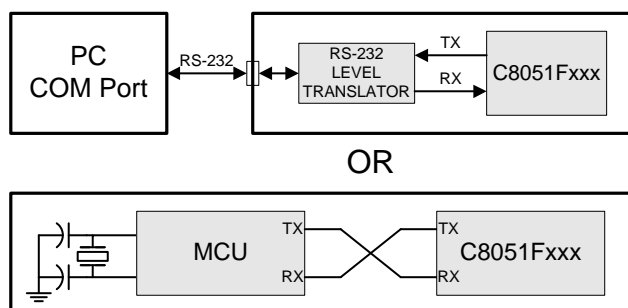 PC
COM Port
RS-232
RS-232
LEVEL
TRANSLATOR
TX
RX
C8051Fxxx
OR
MCU
TX
RX
TX
RX
C8051Fxxx